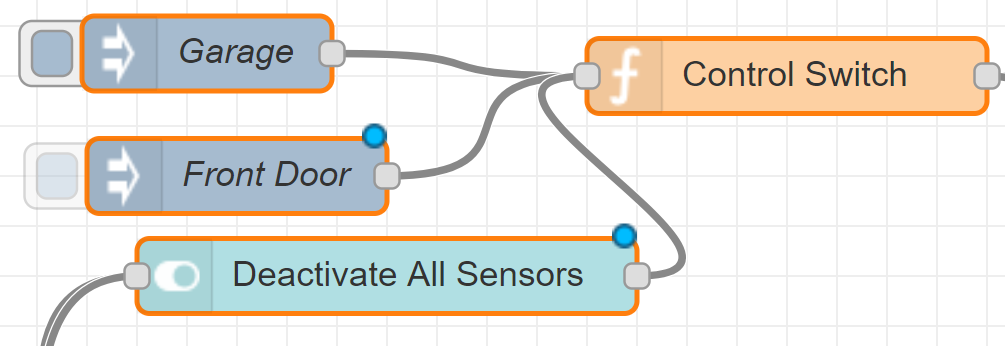 Garage
Control Switch
Front Door
Deactivate All Sensors